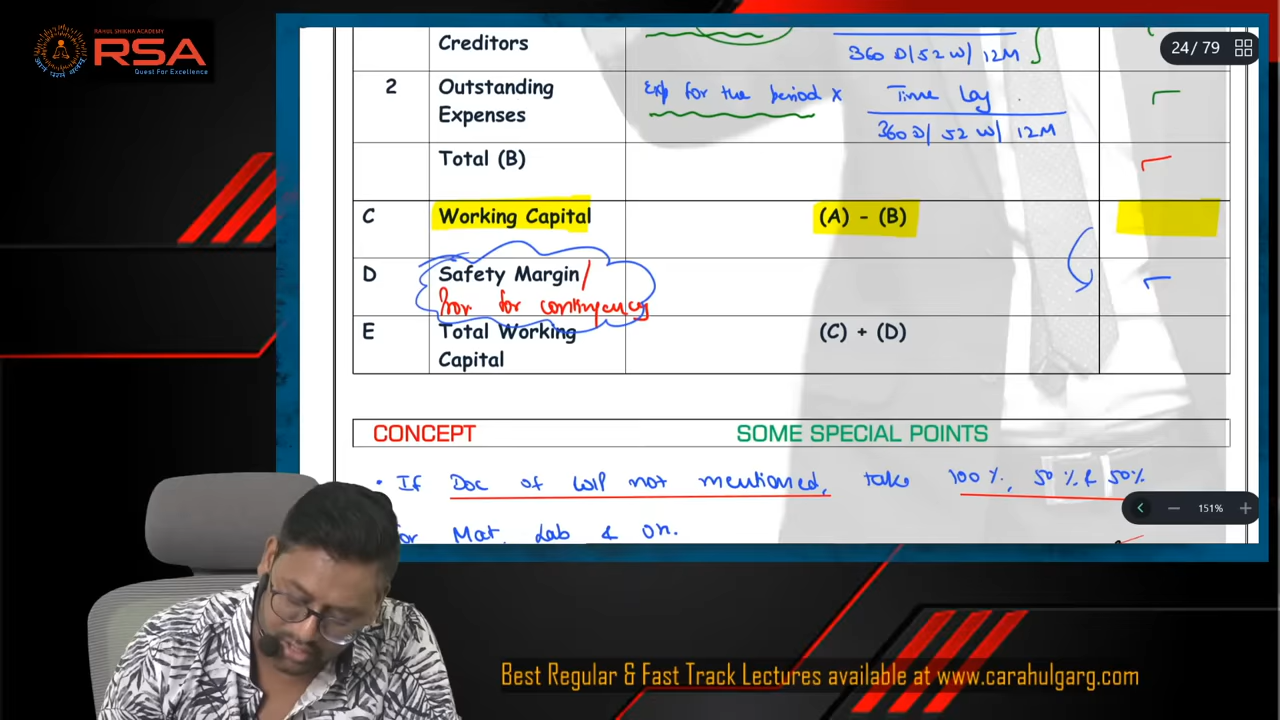 RAHUL SHIKHA ACADEMY
RSA
Quest For Excellence
24 / 79
Creditors
360 D/52 W/12M
2
Outstanding Expenses
Exp for the period x Time lag
360 D/52 W/12M
Total (B)
C
Working Capital
(A) - (B)
D
Safety Margin/
Prov for contingency
E
Total Working Capital
(C) + (D)
CONCEPT
SOME SPECIAL POINTS
• If Doc of WIP not mentioned, take 100%, 50% & 50%
for Mat, Lab & OH.
151%
Best Regular & Fast Track Lectures available at www.carahulgarg.com